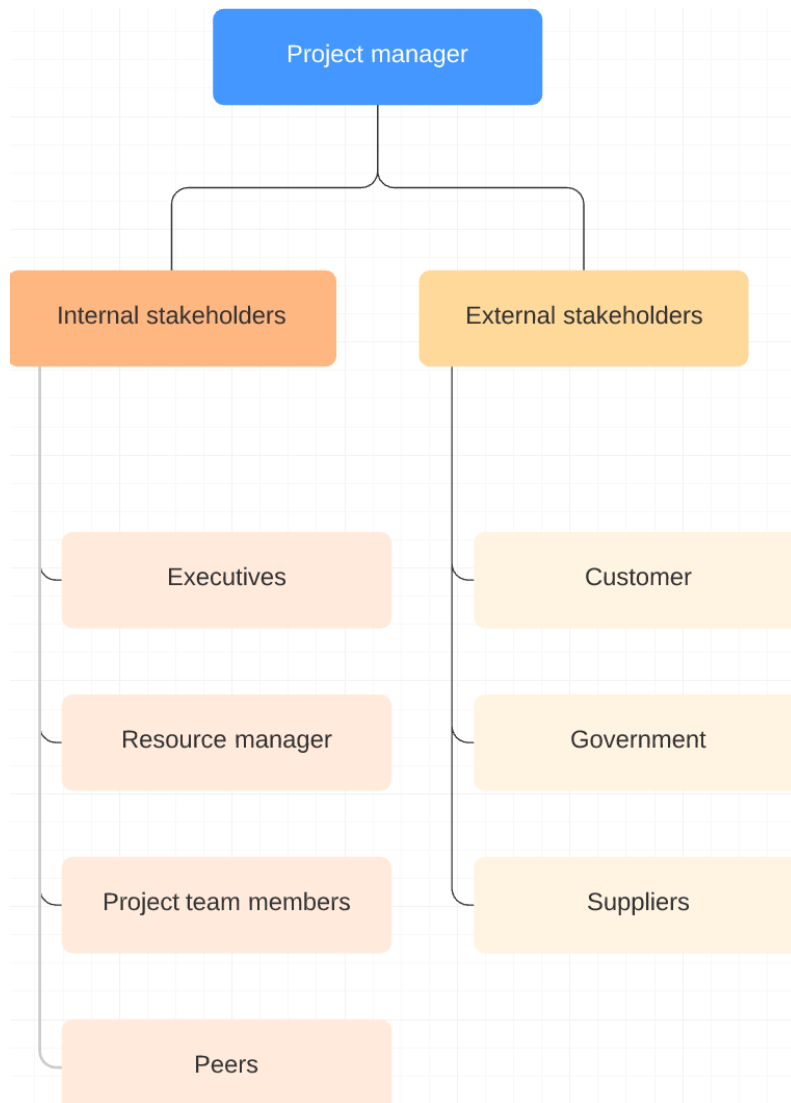 Project manager
Internal stakeholders
External stakeholders
Executives
Customer
Resource manager
Government
Project team members
Suppliers
Peers